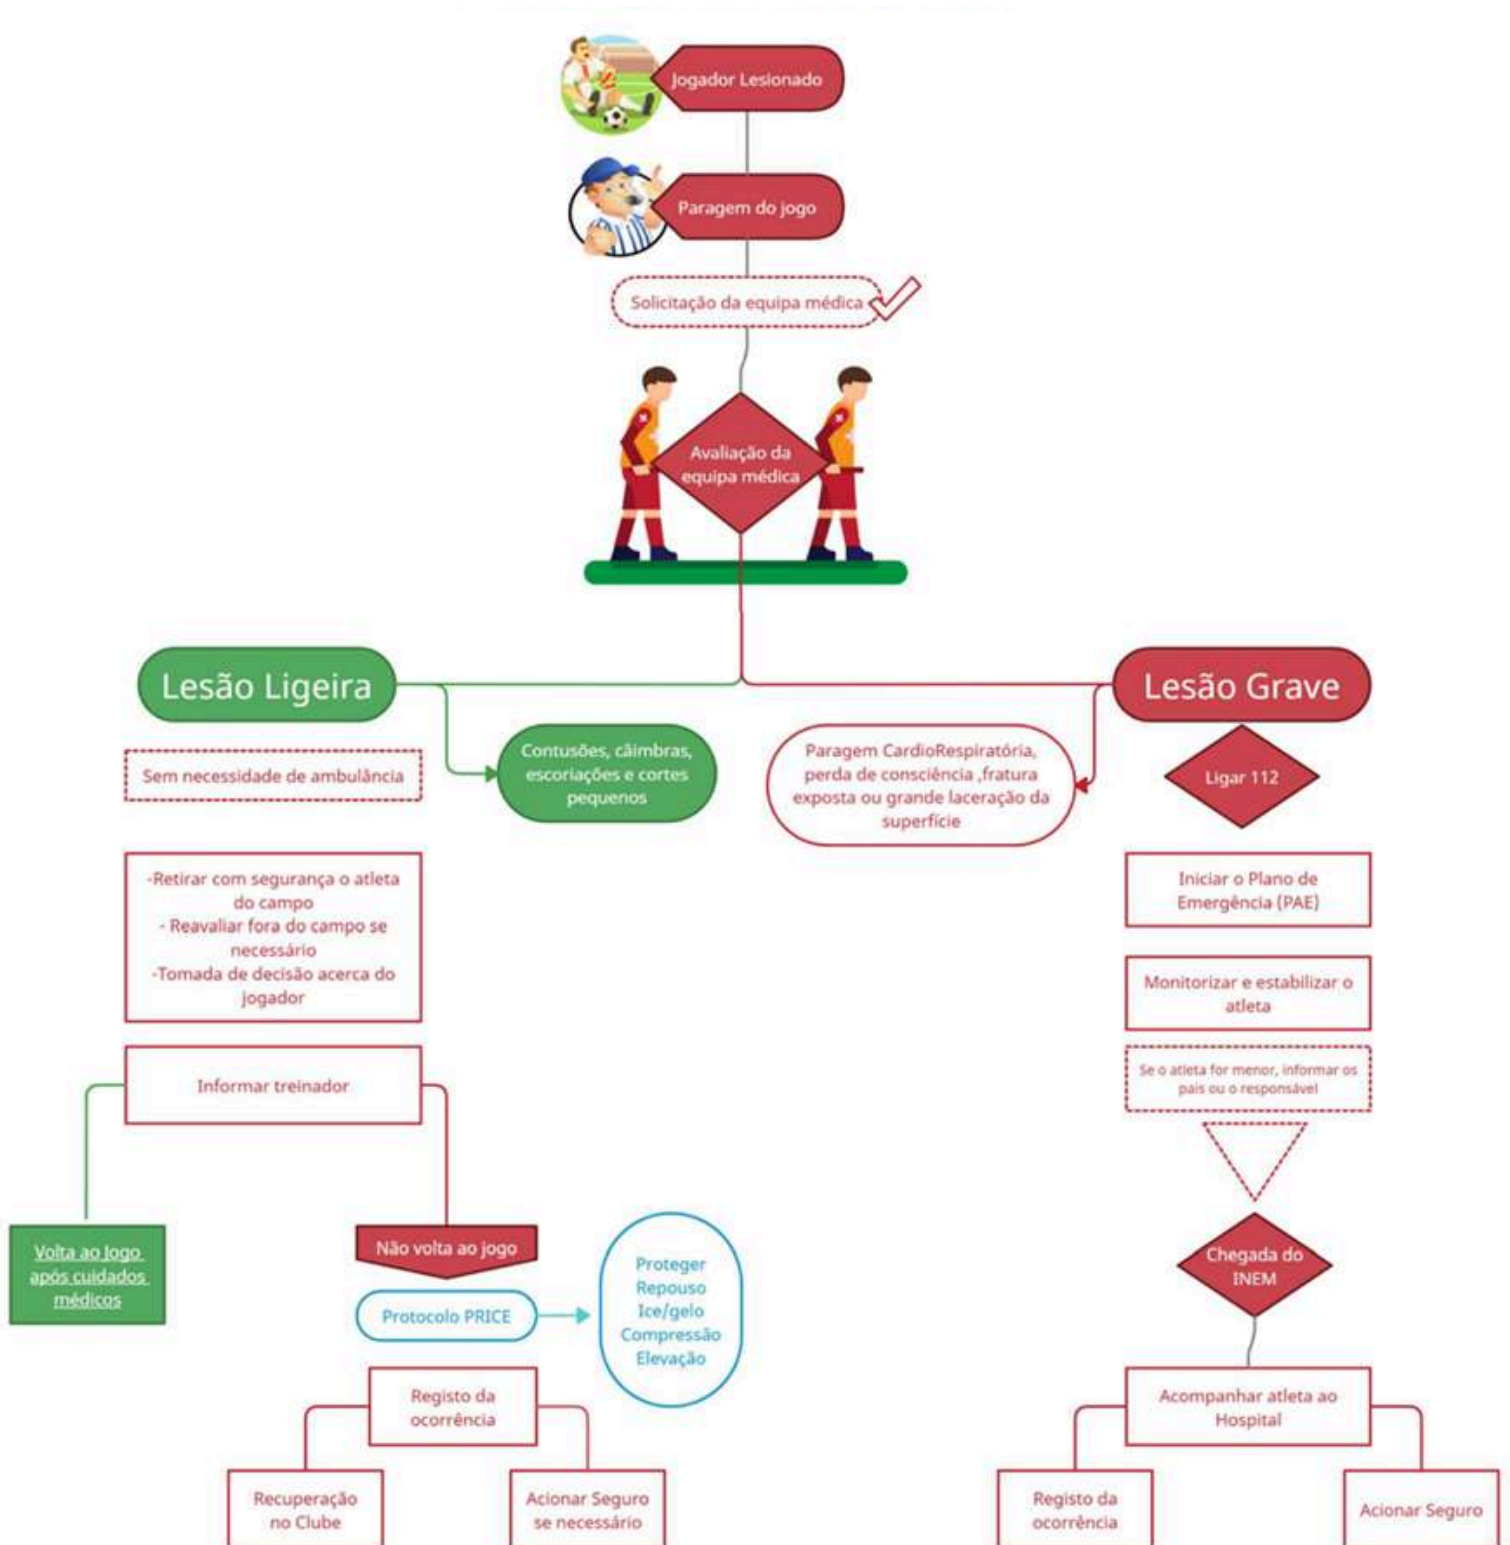 Jogador Lesionado
Paragem do jogo
Solicitação da equipa médica
Avaliação da
equipa médica
Lesão Ligeira
Lesão Grave
Sem necessidade de ambulância
Contusões, câimbras,
escoriações e cortes
pequenos
Paragem CardioRespiratória,
perda de consciência ,fratura
exposta ou grande laceração da
superfície
Ligar 112
-Retirar com segurança o atleta
do campo
- Reavaliar fora do campo se
necessário
-Tomada de decisão acerca do
jogador
Iniciar o Plano de
Emergência (PAE)
Monitorizar e estabilizar o
atleta
Informar treinador
Se o atleta for menor, informar os
pais ou o responsável
Volta ao Jogo
após cuidados
médicos
Não volta ao jogo
Protocolo PRICE
Proteger
Repouso
Ice/gelo
Compressão
Elevação
Chegada do
INEM
Registo da
ocorrência
Recuperação
no Clube
Acionar Seguro
se necessário
Acompanhar atleta ao
Hospital
Registo da
ocorrência
Acionar Seguro